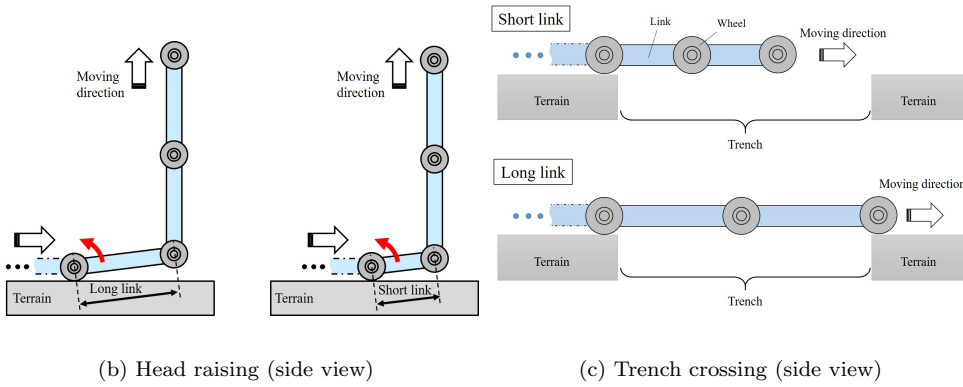 Moving
direction
Long link
Terrain
Moving
direction
Short link
Terrain
(b) Head raising (side view)
Short link
Link
Wheel
Moving direction
Terrain
Terrain
Trench
Long link
Moving direction
Terrain
Terrain
Trench
(c) Trench crossing (side view)